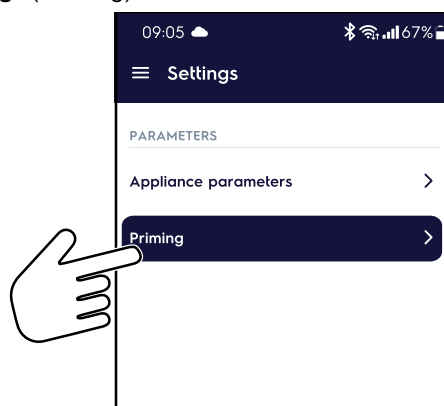 09:05 67%
Settings
PARAMETERS
Appliance parameters
Priming